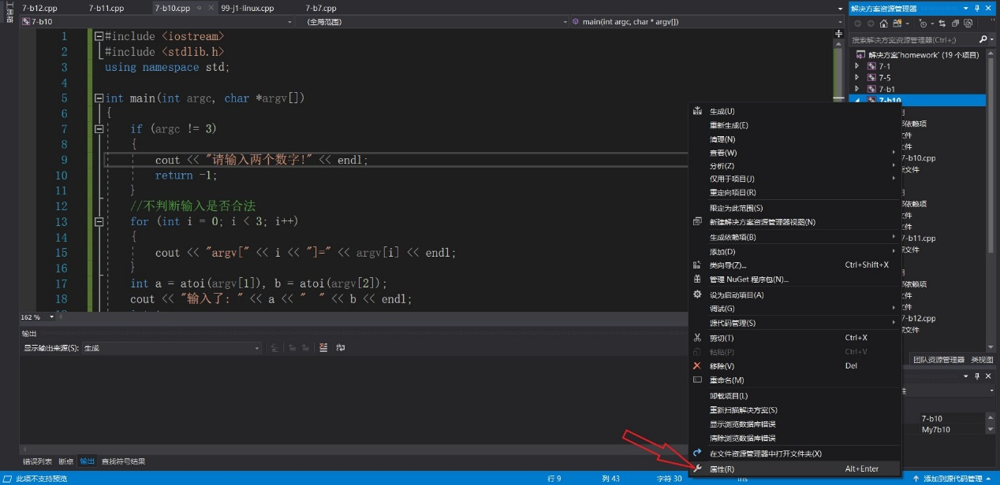 7-b12.cpp 7-b11.cpp 7-b10.cpp 99-j1-linux.cpp 7-b7.cpp
7-b10 (全局范围) main(int argc, char * argv[])
1 #include <iostream>
2 #include <stdlib.h>
3 using namespace std;
4
5 int main(int argc, char *argv[])
6 {
7 if (argc != 3)
8 {
9 cout << "请输入两个数字!" << endl;
10 return -1;
11 }
12 //不判断输入是否合法
13 for (int i = 0; i < 3; i++)
14 {
15 cout << "argv[" << i << "]=" << argv[i] << endl;
16 }
17 int a = atoi(argv[1]), b = atoi(argv[2]);
18 cout << "输入了: " << a << "  " << b << endl;
162 %
输出
显示输出来源(S): 生成
错误列表 断点 输出 查找符号结果
此项不支持预览 行 9 列 43 字符 30 Ins 添加到源代码管理
解决方案资源管理器
搜索解决方案资源管理器(Ctrl+;)
解决方案'homework' (19 个项目)
7-1
7-5
7-b1
7-b10
依赖项
文件
件
7-b10.cpp
文件
依赖项
件
件
7-b11.cpp
文件
依赖项
件
件
7-b12.cpp
文件
团队资源管理器 类视图
7-b10
My7b10
生成(U)
重新生成(E)
清理(N)
查看(W)
分析(Z)
仅用于项目(J)
重定向项目(R)
限定为此范围(S)
新建解决方案资源管理器视图(N)
生成依赖项(B)
添加(D)
类向导(Z)... Ctrl+Shift+X
管理 NuGet 程序包(N)...
设为启动项目(A)
调试(G)
源代码管理(S)
剪切(T) Ctrl+X
粘贴(P) Ctrl+V
移除(V) Del
重命名(M)
卸载项目(L)
重新扫描解决方案(S)
显示浏览数据库错误
清除浏览数据库错误
在文件资源管理器中打开文件夹(X)
属性(R) Alt+Enter